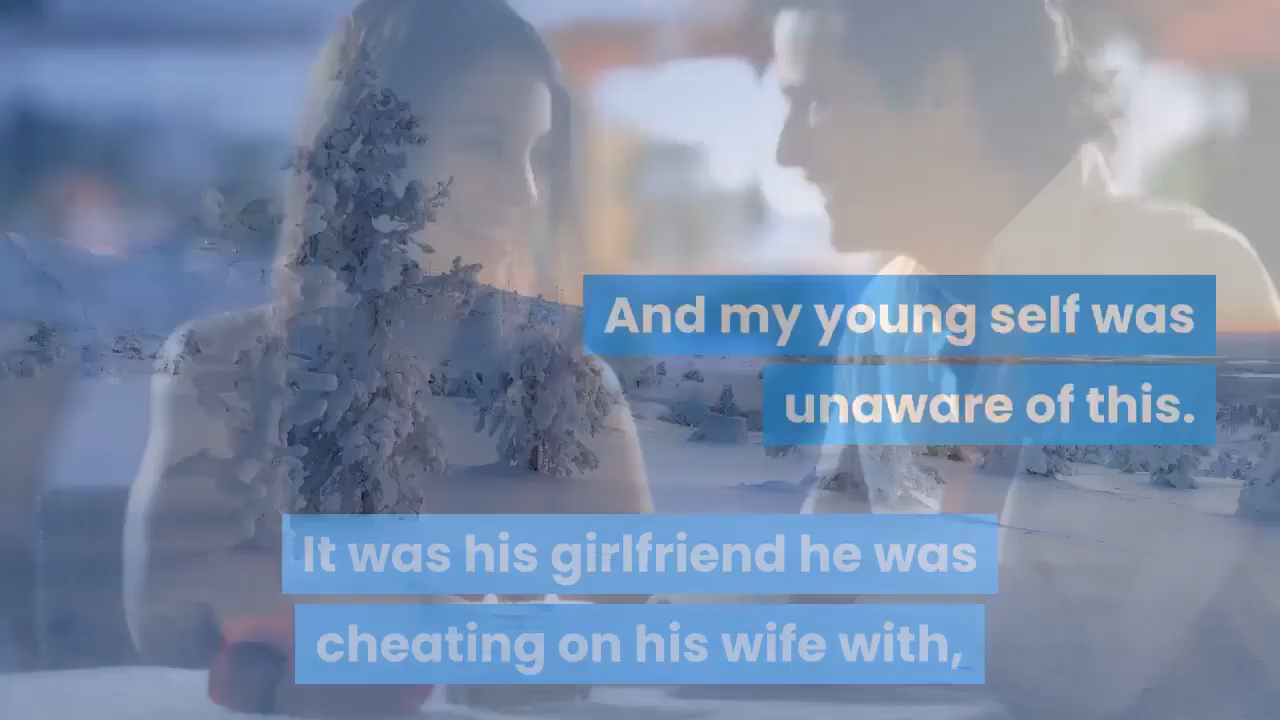 And my young self was
unaware of this.
It was his girlfriend he was
cheating on his wife with,